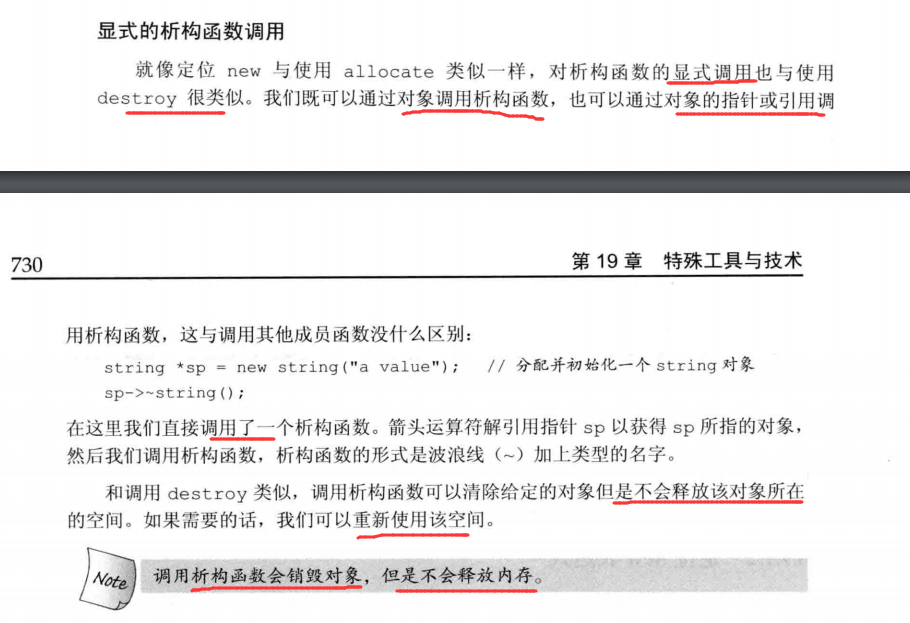 显式的析构函数调用
就像定位 new 与使用 allocate 类似一样，对析构函数的显式调用也与使用
destroy 很类似。我们既可以通过对象调用析构函数，也可以通过对象的指针或引用调
730
第 19 章 特殊工具与技术
用析构函数，这与调用其他成员函数没什么区别：
string *sp = new string("a value"); // 分配并初始化一个 string 对象
sp->~string();
在这里我们直接调用了一个析构函数。箭头运算符解引用指针 sp 以获得 sp 所指的对象，
然后我们调用析构函数，析构函数的形式是波浪线（~）加上类型的名字。
和调用 destroy 类似，调用析构函数可以清除给定的对象但是不会释放该对象所在
的空间。如果需要的话，我们可以重新使用该空间。
Note 调用析构函数会销毁对象，但是不会释放内存。